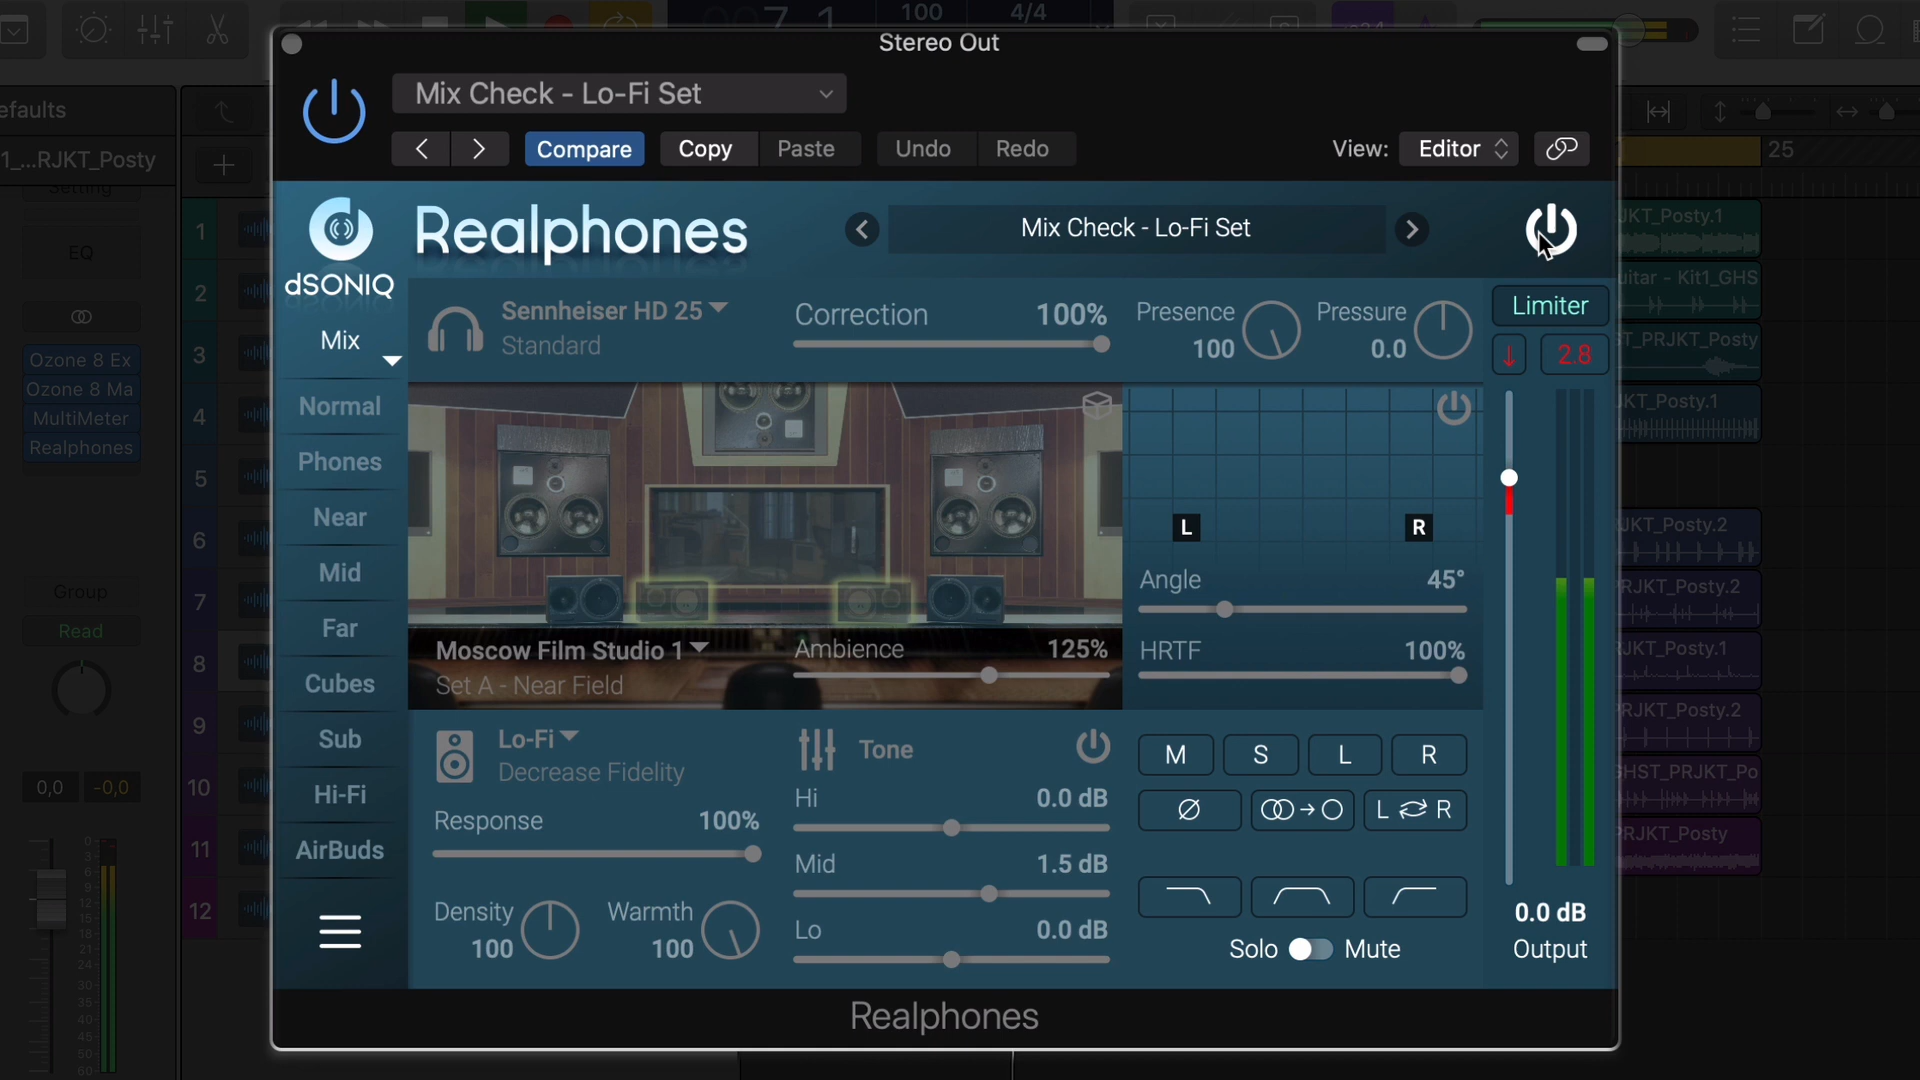 7 1
100
4/4
Stereo Out
efaults
1_...RJKT_Posty
Setting
EQ
Ozone 8 Ex
Ozone 8 Ma
MultiMeter
Realphones
Group
Read
0,0
-0,0
Mix Check - Lo-Fi Set
Compare
Copy
Paste
Undo
Redo
View:
Editor
25
dSONIQ
Realphones
Mix Check - Lo-Fi Set
Mix
Normal
Phones
Near
Mid
Far
Cubes
Sub
Hi-Fi
AirBuds
Sennheiser HD 25
Standard
Correction
100%
Presence
100
Pressure
0.0
Limiter
2.8
L
R
Angle
45°
HRTF
100%
Moscow Film Studio 1
Set A - Near Field
Ambience
125%
Lo-Fi
Decrease Fidelity
Response
100%
Density
100
Warmth
100
Tone
Hi
0.0 dB
Mid
1.5 dB
Lo
0.0 dB
M
S
L
R
Ø
L R
Solo
Mute
0.0 dB
Output
Realphones
1
2
3
4
5
6
7
8
9
10
11
12
JKT_Posty.1
uitar - Kit1_GHS
ST_PRJKT_Posty
JKT_Posty.1
JKT_Posty.2
RJKT_Posty.2
JKT_Posty.1
PRJKT_Posty.2
GHST_PRJKT_Po
PRJKT_Posty